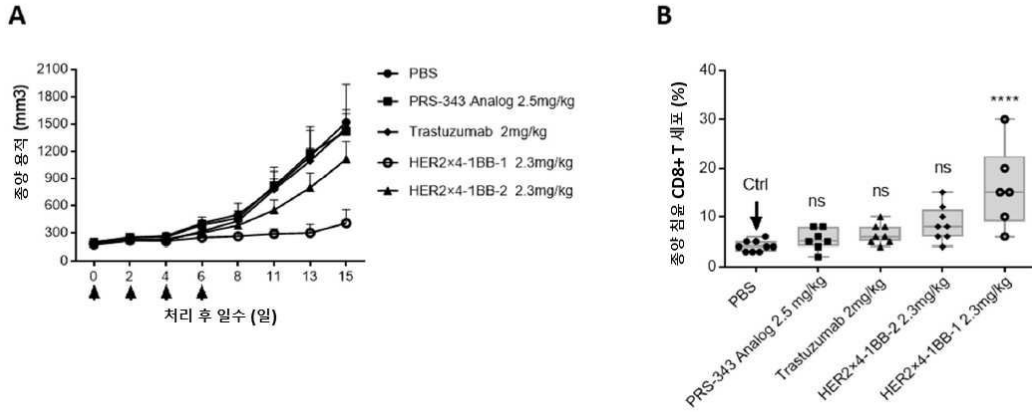 A
2100
1800
1500
1200
900
600
300
0
종양 용적 (mm3)
0 2 4 6 8 11 13 15
처리 후 일수 (일)
PBS
PRS-343 Analog 2.5mg/kg
Trastuzumab 2mg/kg
HER2×4-1BB-1 2.3mg/kg
HER2×4-1BB-2 2.3mg/kg
B
40
30
20
10
0
종양 침윤 CD8+ T 세포 (%)
Ctrl
ns
ns
ns
****
PBS
PRS-343 Analog 2.5 mg/kg
Trastuzumab 2mg/kg
HER2×4-1BB-2 2.3mg/kg
HER2×4-1BB-1 2.3mg/kg